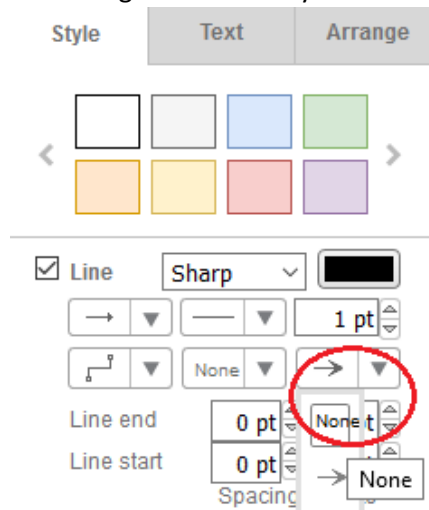 Style Text Arrange
Line Sharp
1 pt
None
Line end 0 pt None t
Line start 0 pt None
Spacing